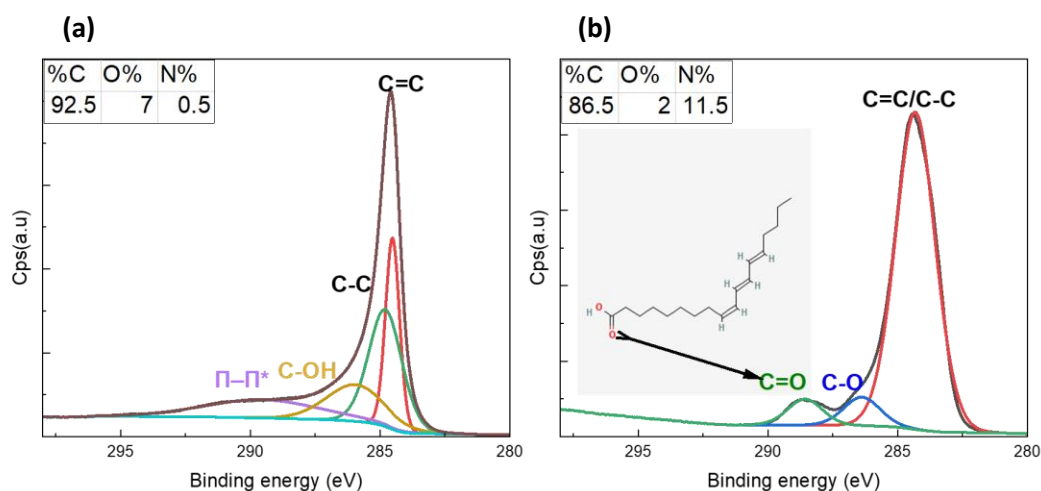 (a)
%C O% N%
92.5 7 0.5
C=C
C-C
C-OH
Π–Π*
Cps(a.u)
295 290 285 280
Binding energy (eV)
(b)
%C O% N%
86.5 2 11.5
C=C/C-C
H
H
H
H
H
H
O
H
O
C=O
C-O
Cps(a.u)
295 290 285 280
Binding energy (eV)